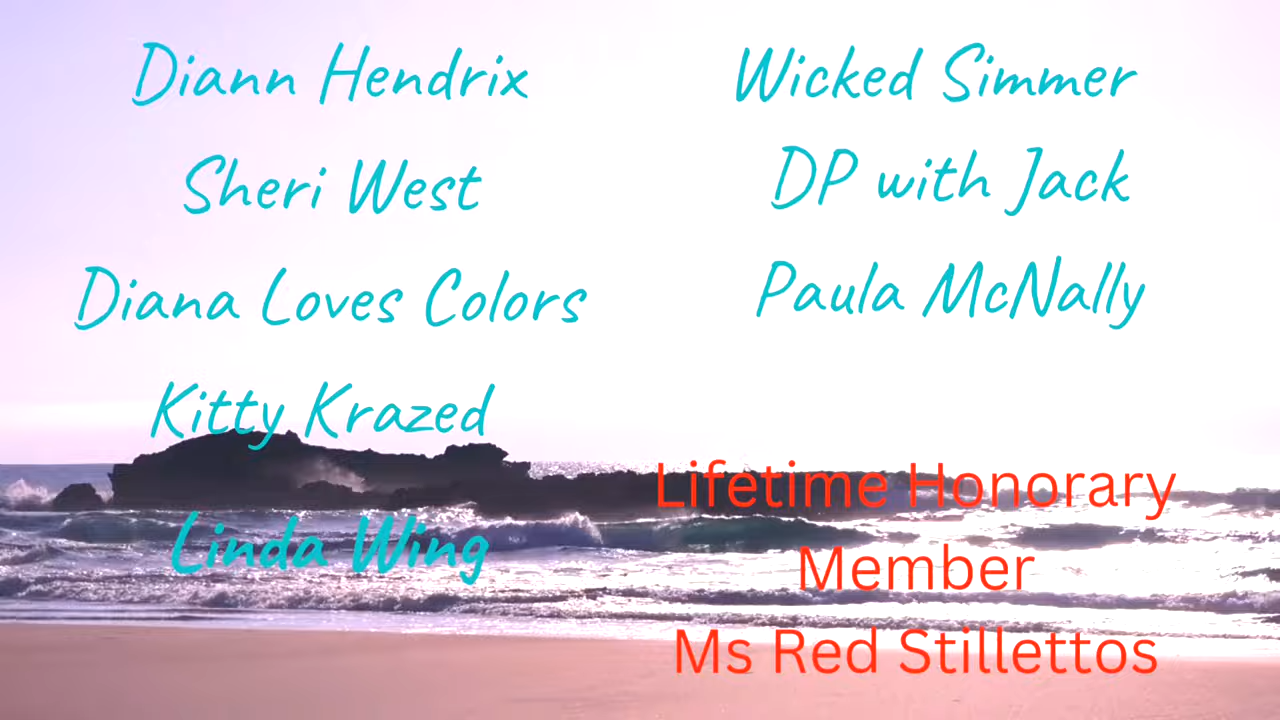 Diann Hendrix
Sheri West
Diana Loves Colors
Kitty Krazed
Linda Wing
Wicked Simmer
DP with Jack
Paula McNally
Lifetime Honorary
Member
Ms Red Stillettos